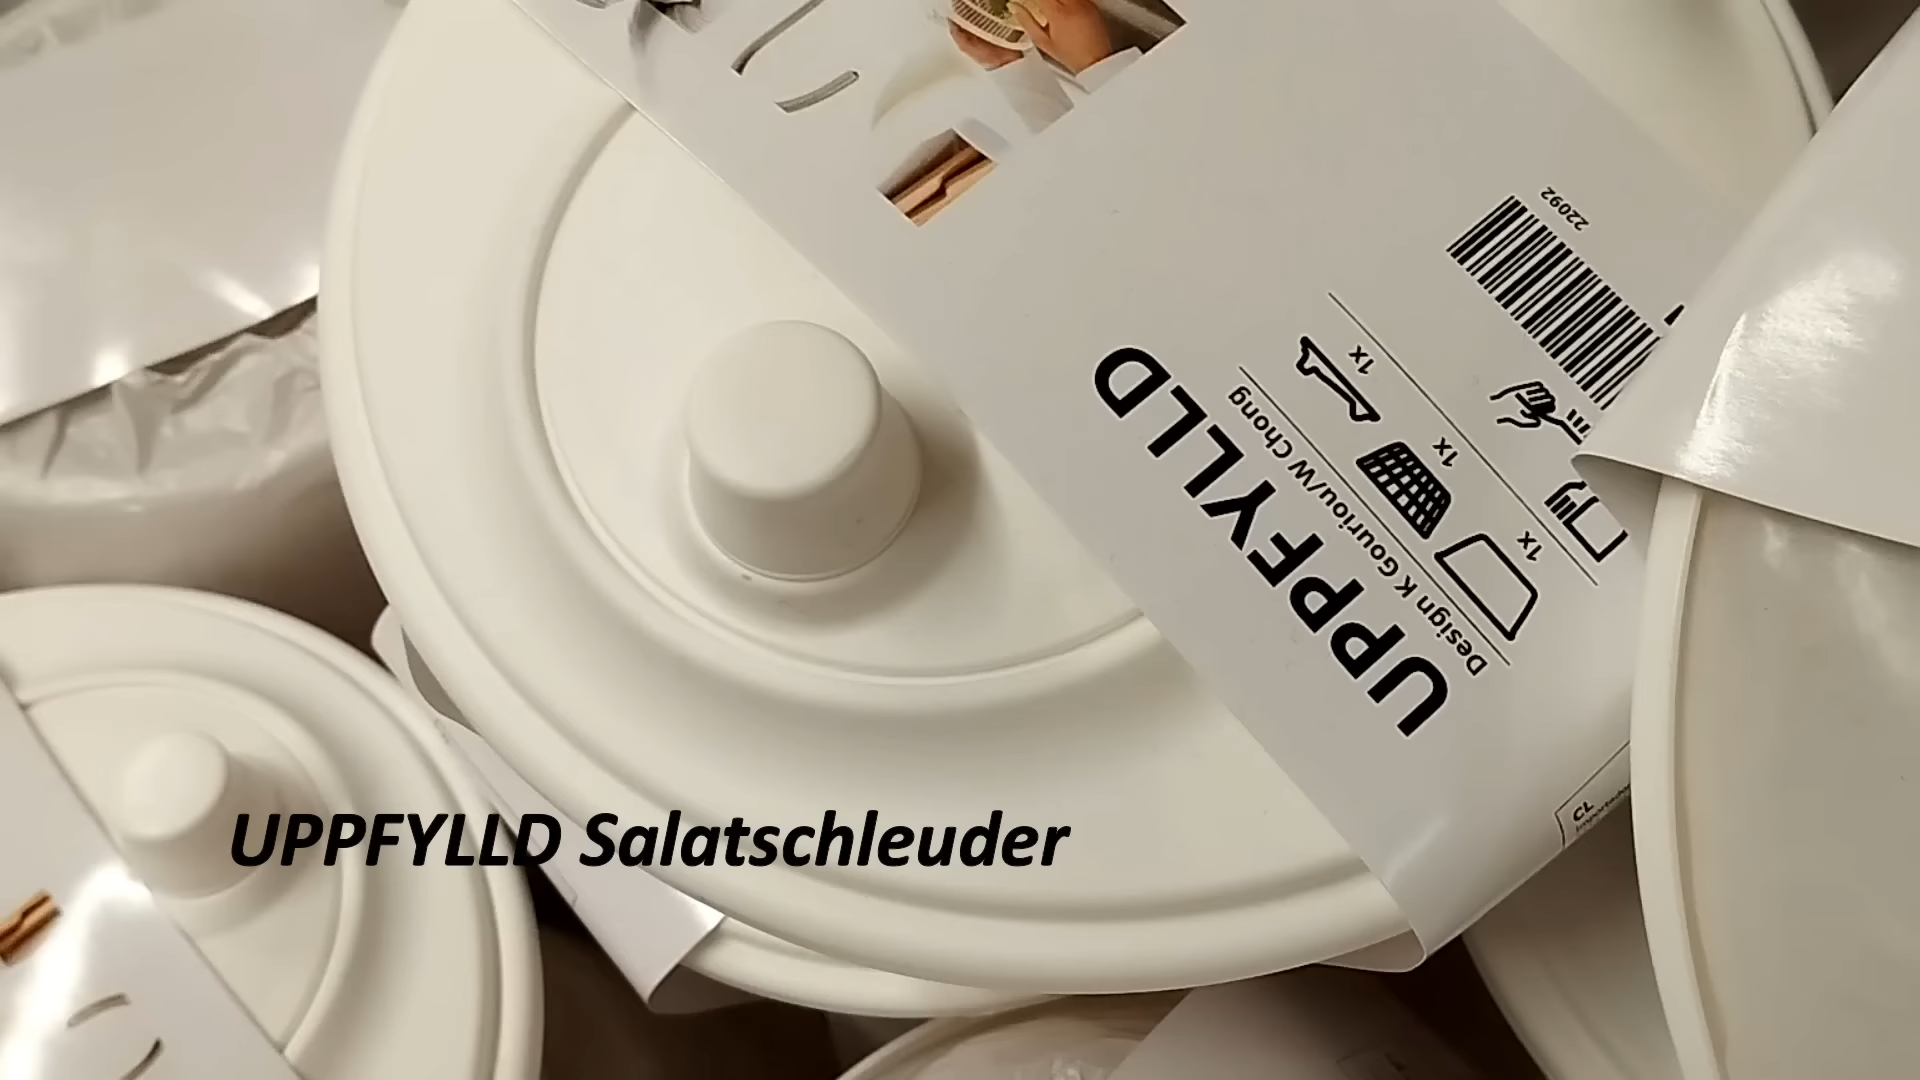 22092
1x
1x
1x
UPPFYLLD
Design K Gouriou/W Chong
CL
UPPFYLLD Salatschleuder